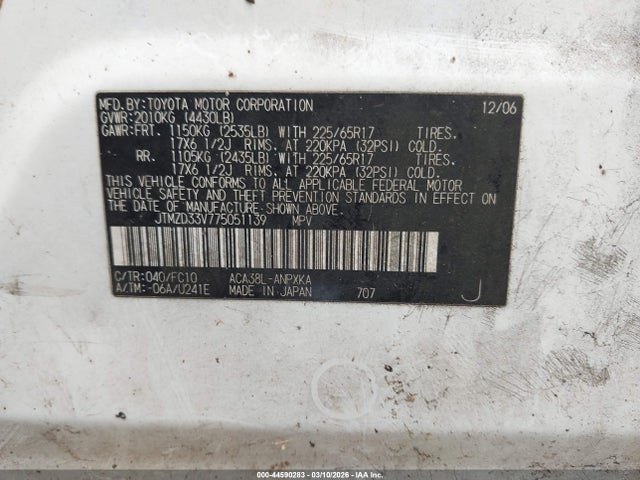 MFD.BY:TOYOTA MOTOR CORPORATION 12/06
GVWR:2010KG (4430LB)
GAWR:FRT. 1150KG (2535LB) WITH 225/65R17 TIRES.
17X6 1/2J RIMS. AT 220KPA (32PSI) COLD.
RR. 1105KG (2435LB) WITH 225/65R17 TIRES.
17X6 1/2J RIMS. AT 220KPA (32PSI) COLD.
THIS VEHICLE CONFORMS TO ALL APPLICABLE FEDERAL MOTOR
VEHICLE SAFETY AND THEFT PREVENTION STANDARDS IN EFFECT ON
THE DATE OF MANUFACTURE SHOWN ABOVE.
JTMZD33V775051139 MPV
C/TR:040/FC10 ACA38L-ANPXKA
A/TM:-06A/U241E MADE IN JAPAN 707 J
000-44590283 - 03/10/2026 - IAA Inc.